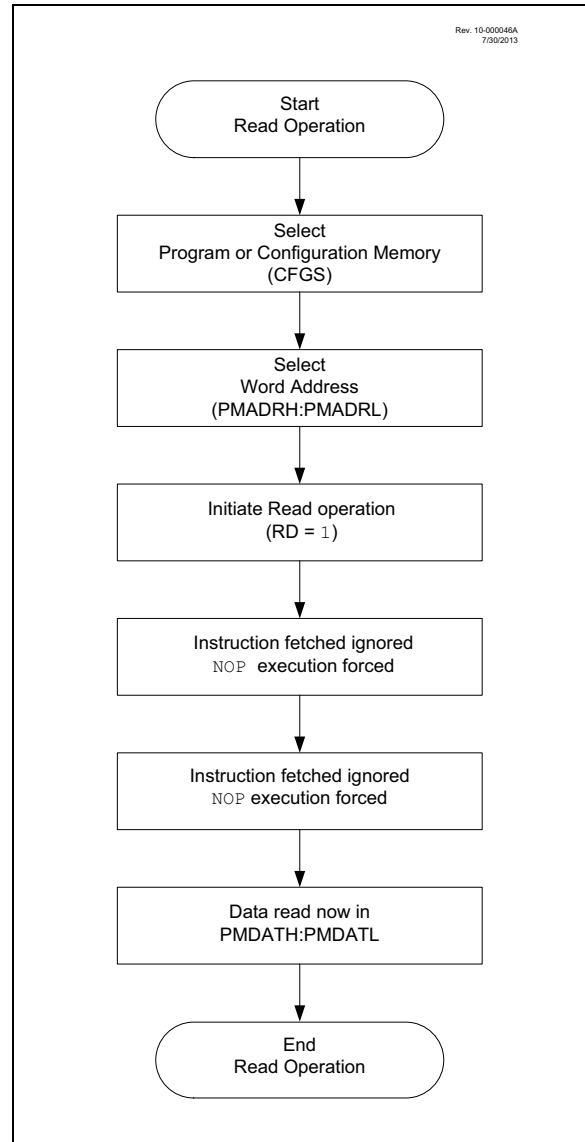 Rev. 10-000046A
7/30/2013
Start
Read Operation
Select
Program or Configuration Memory
(CFGS)
Select
Word Address
(PMADRH:PMADRL)
Initiate Read operation
(RD = 1)
Instruction fetched ignored
NOP execution forced
Instruction fetched ignored
NOP execution forced
Data read now in
PMDATH:PMDATL
End
Read Operation